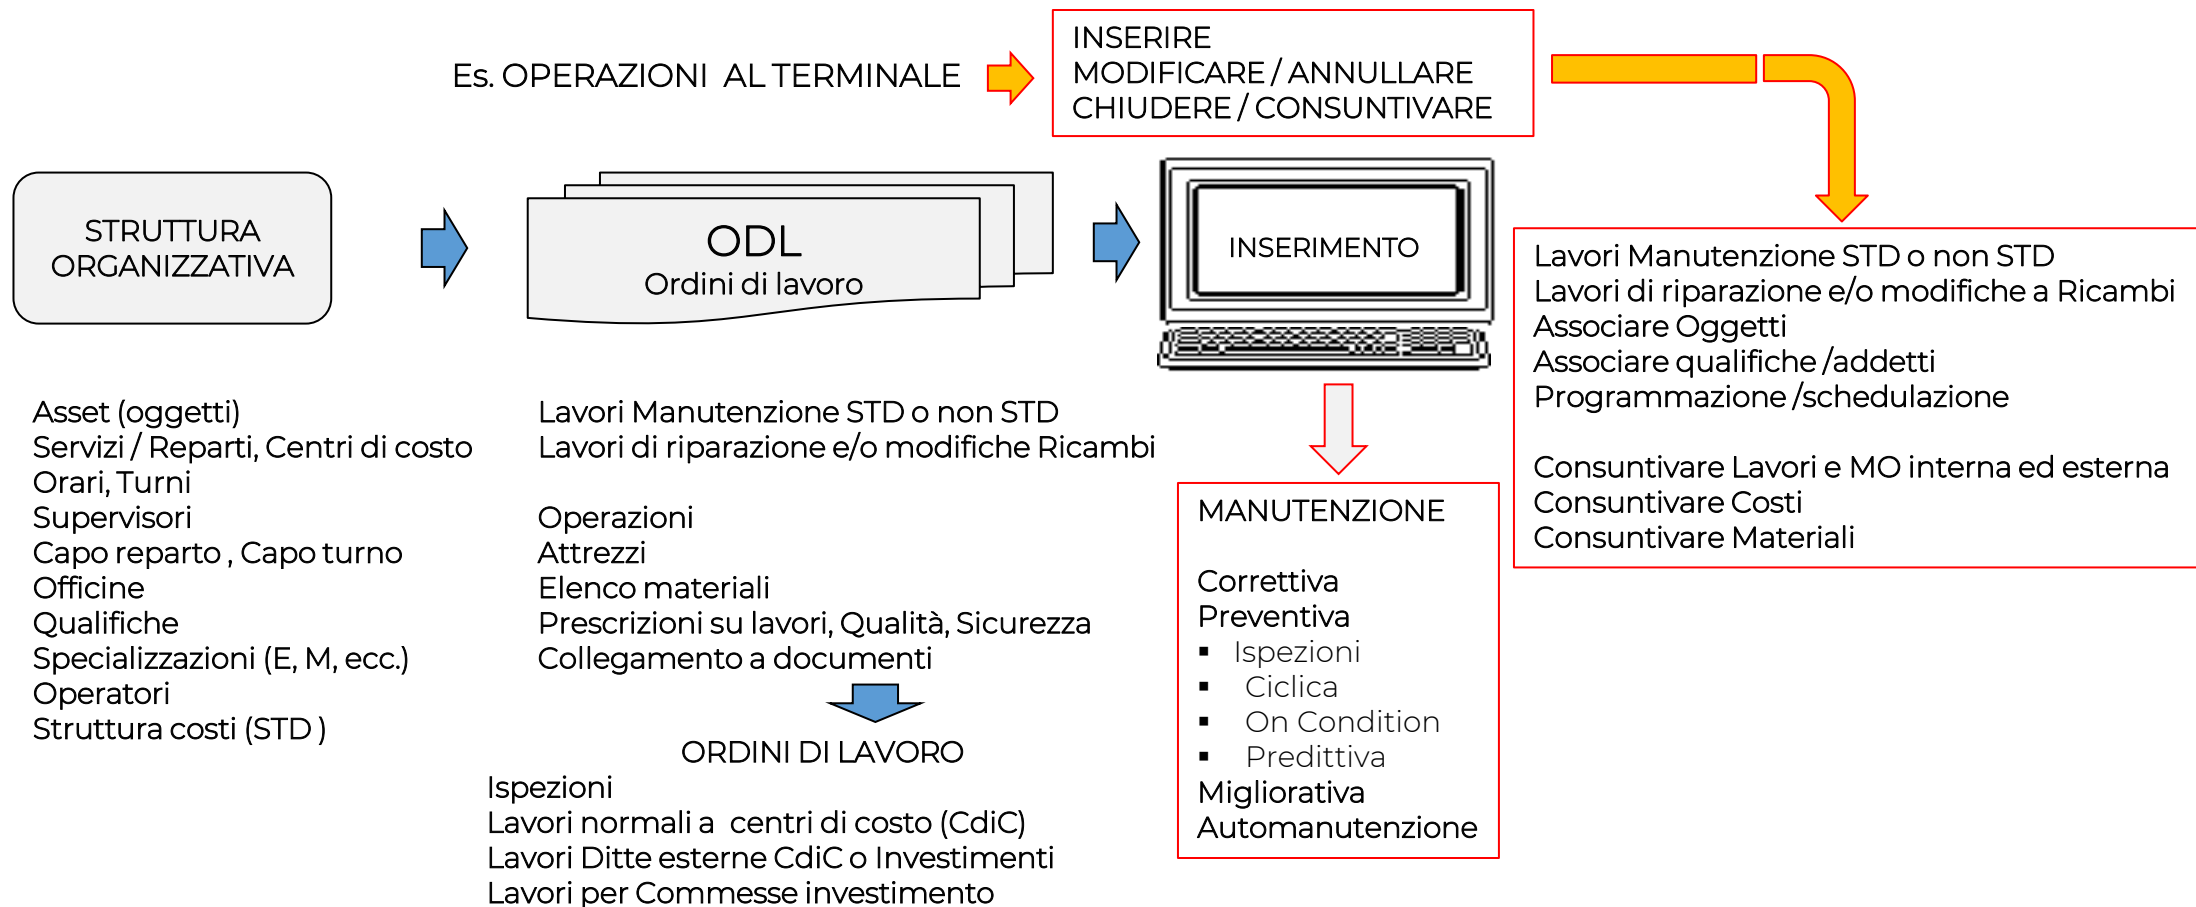 Es. OPERAZIONI AL TERMINALE
INSERIRE
MODIFICARE / ANNULLARE
CHIUDERE / CONSUNTIVARE
STRUTTURA
ORGANIZZATIVA
ODL
Ordini di lavoro
INSERIMENTO
Asset (oggetti)
Servizi / Reparti, Centri di costo
Orari, Turni
Supervisori
Capo reparto , Capo turno
Officine
Qualifiche
Specializzazioni (E, M, ecc.)
Operatori
Struttura costi (STD )
Lavori Manutenzione STD o non STD
Lavori di riparazione e/o modifiche Ricambi
Operazioni
Attrezzi
Elenco materiali
Prescrizioni su lavori, Qualità, Sicurezza
Collegamento a documenti
ORDINI DI LAVORO
Ispezioni
Lavori normali a centri di costo (CdiC)
Lavori Ditte esterne CdiC o Investimenti
Lavori per Commesse investimento
MANUTENZIONE
Correttiva
Preventiva
▪ Ispezioni
▪ Ciclica
▪ On Condition
▪ Predittiva
Migliorativa
Automanutenzione
Lavori Manutenzione STD o non STD
Lavori di riparazione e/o modifiche a Ricambi
Associare Oggetti
Associare qualifiche /addetti
Programmazione /schedulazione
Consuntivare Lavori e MO interna ed esterna
Consuntivare Costi
Consuntivare Materiali